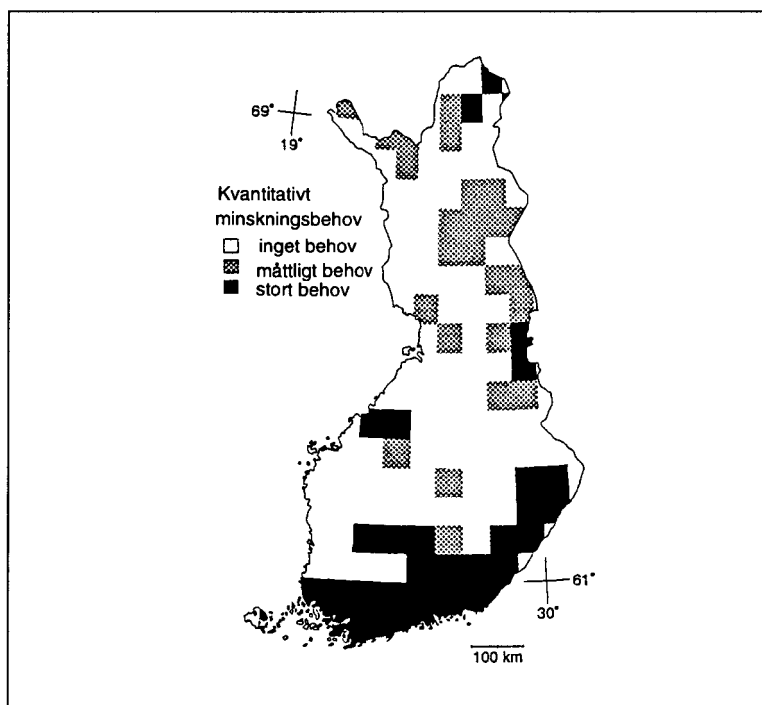 69°
19°
Kvantitativt
minskningsbehov
inget behov
måttligt behov
stort behov
61°
30°
100 km